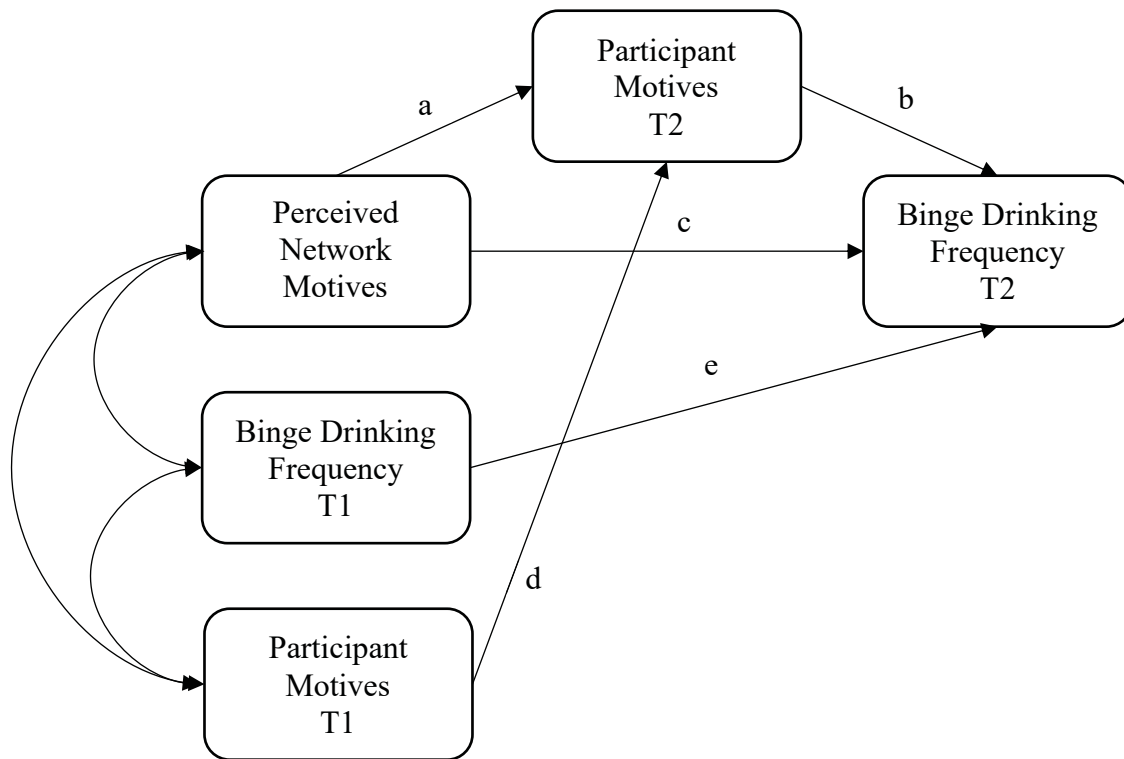 Participant
Motives
T2
a
b
Perceived
Network
Motives
c
Binge Drinking
Frequency
T2
e
Binge Drinking
Frequency
T1
d
Participant
Motives
T1